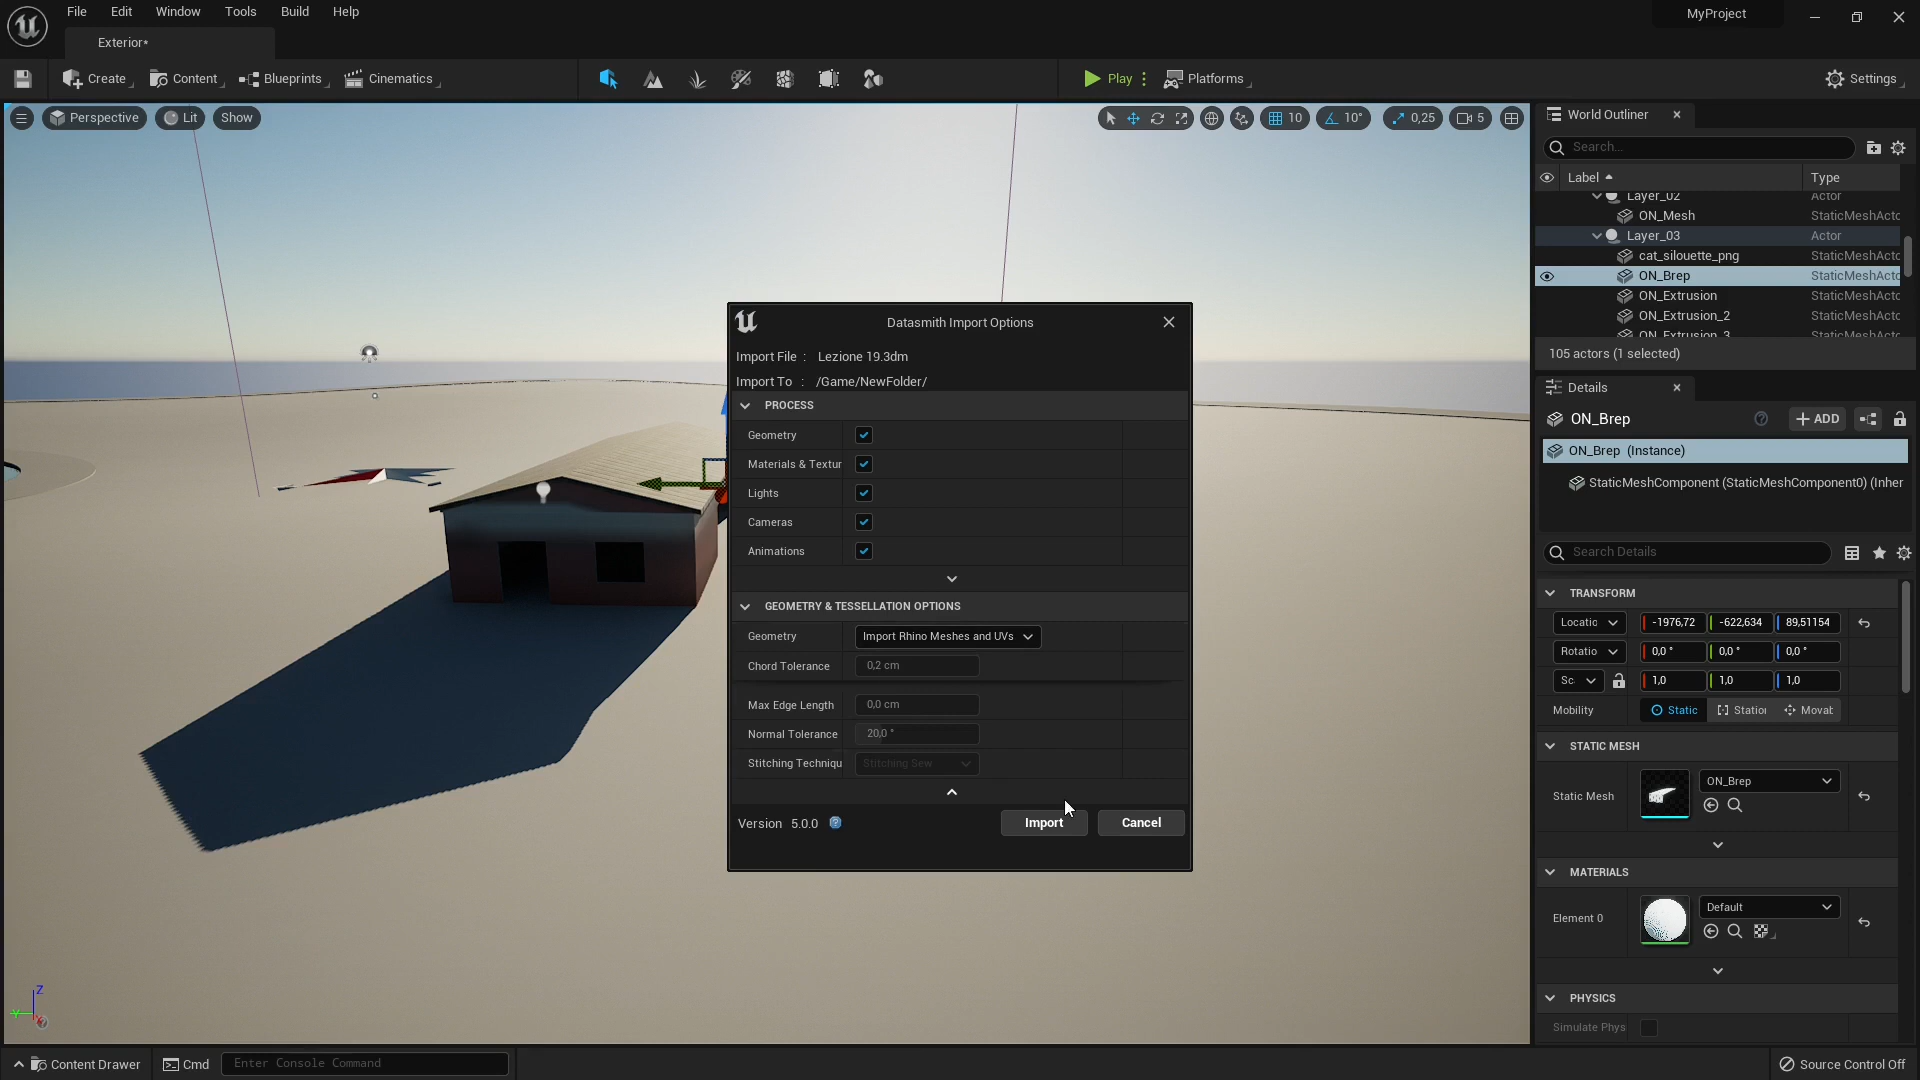 File Edit Window Tools Build Help
MyProject
Exterior*
Create Content Blueprints Cinematics Play Platforms Settings
Perspective Lit Show
10 10° 0,25 5
World Outliner
Search...
Label Type
Layer_02 Actor
ON_Mesh StaticMeshActo
Layer_03 Actor
cat_silouette_png StaticMeshActo
ON_Brep StaticMeshActo
ON_Extrusion StaticMeshActo
ON_Extrusion_2 StaticMeshActo
ON_Extrusion_3 StaticMeshActo
105 actors (1 selected)
Details
ON_Brep ADD
ON_Brep (Instance)
StaticMeshComponent (StaticMeshComponent0) (Inher
Search Details
TRANSFORM
Locatic -1976,72 -622,634 89,51154
Rotatio 0,0 ° 0,0 ° 0,0 °
Sc 1,0 1,0 1,0
Mobility Static Station Movab
STATIC MESH
Static Mesh ON_Brep
MATERIALS
Element 0 Default
PHYSICS
Simulate Phys
Datasmith Import Options
Import File : Lezione 19.3dm
Import To : /Game/NewFolder/
PROCESS
Geometry
Materials & Textur
Lights
Cameras
Animations
GEOMETRY & TESSELLATION OPTIONS
Geometry Import Rhino Meshes and UVs
Chord Tolerance 0,2 cm
Max Edge Length 0,0 cm
Normal Tolerance 20,0 °
Stitching Techniqu Stitching Sew
Version 5.0.0 Import Cancel
Z
Y
Content Drawer Cmd Enter Console Command Source Control Off